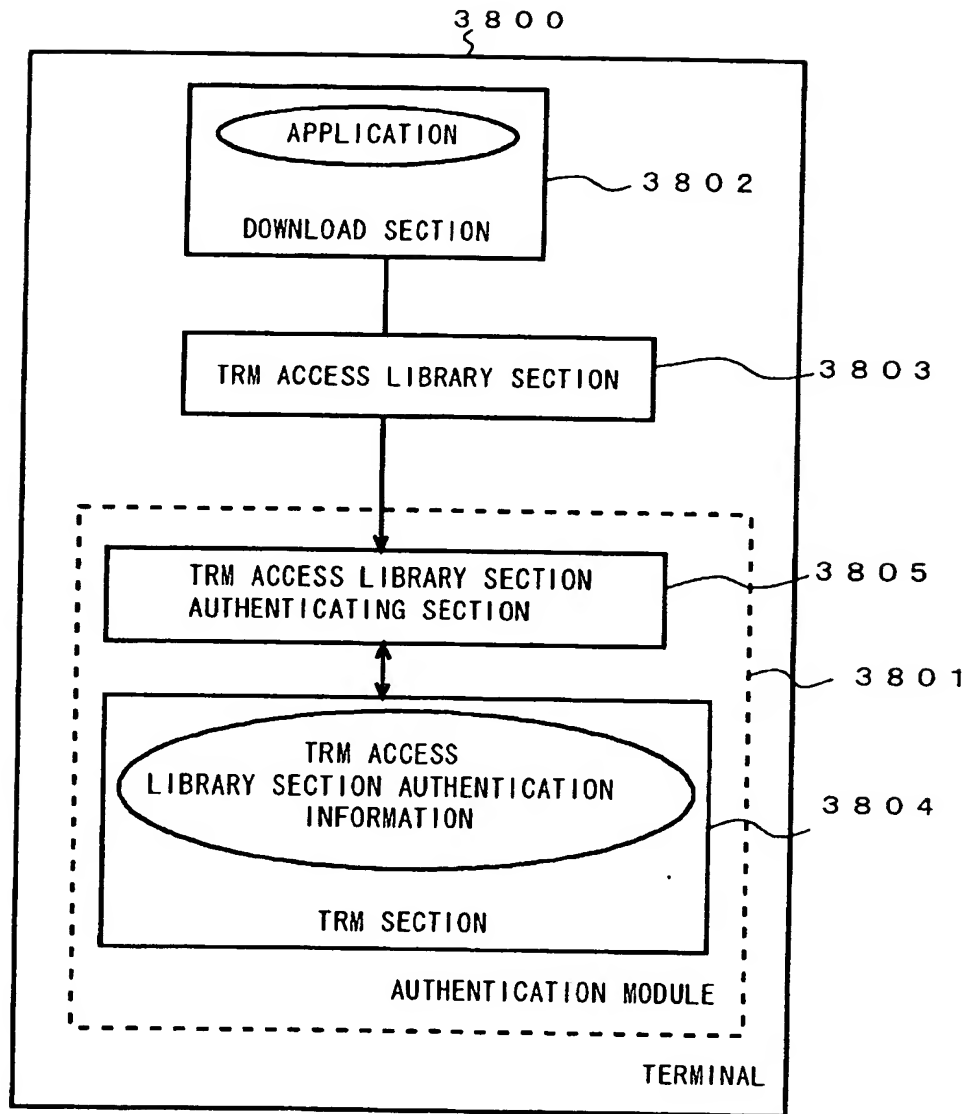 3800
APPLICATION
3802
DOWNLOAD SECTION
TRM ACCESS LIBRARY SECTION
3803
TRM ACCESS LIBRARY SECTION
AUTHENTICATING SECTION
3805
3801
TRM ACCESS
LIBRARY SECTION AUTHENTICATION
INFORMATION
3804
TRM SECTION
AUTHENTICATION MODULE
TERMINAL